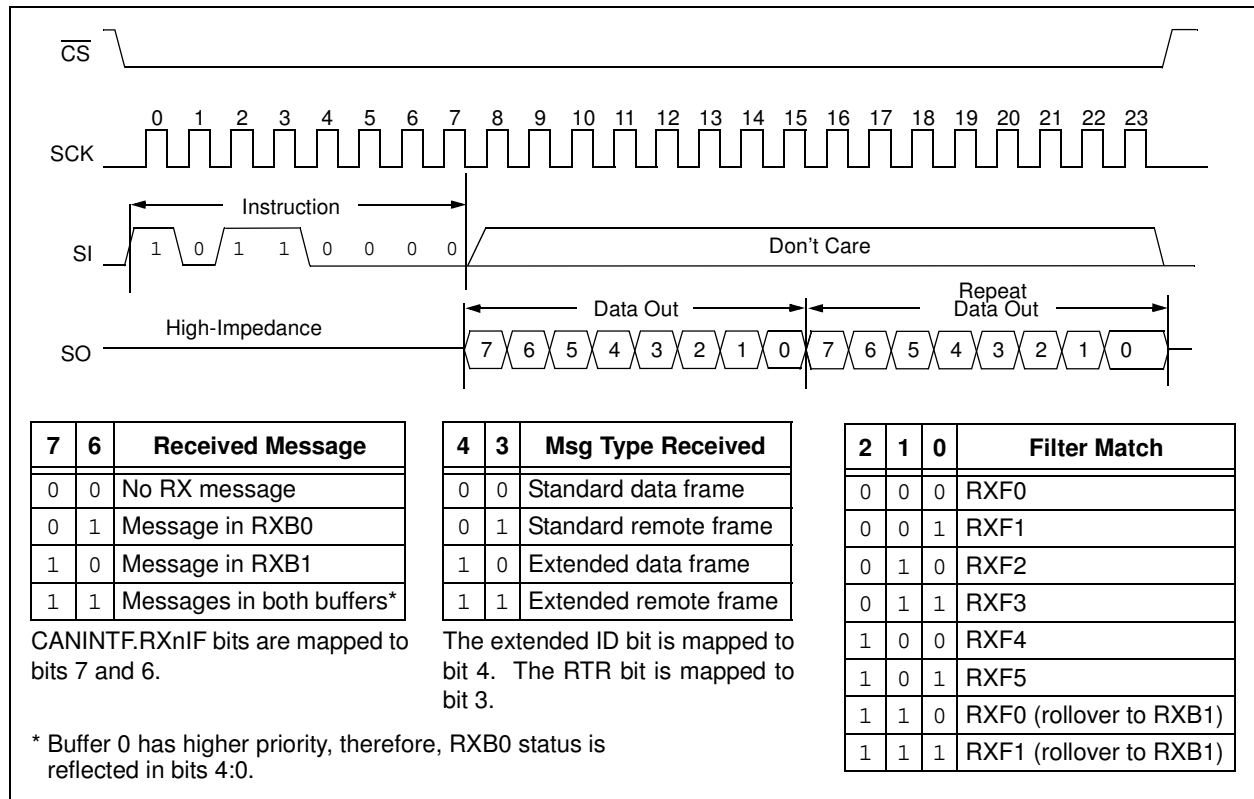 CS
0 1 2 3 4 5 6 7 8 9 10 11 12 13 14 15 16 17 18 19 20 21 22 23
SCK
Instruction
SI 1 0 1 1 0 0 0 0 Don't Care
High-Impedance Data Out Repeat
Data Out
SO 7 6 5 4 3 2 1 0 7 6 5 4 3 2 1 0
7 6 Received Message
0 0 No RX message
0 1 Message in RXB0
1 0 Message in RXB1
1 1 Messages in both buffers*
CANINTF.RXnIF bits are mapped to
bits 7 and 6.
4 3 Msg Type Received
0 0 Standard data frame
0 1 Standard remote frame
1 0 Extended data frame
1 1 Extended remote frame
The extended ID bit is mapped to
bit 4. The RTR bit is mapped to
bit 3.
2 1 0 Filter Match
0 0 0 RXF0
0 0 1 RXF1
0 1 0 RXF2
0 1 1 RXF3
1 0 0 RXF4
1 0 1 RXF5
1 1 0 RXF0 (rollover to RXB1)
1 1 1 RXF1 (rollover to RXB1)
* Buffer 0 has higher priority, therefore, RXB0 status is
reflected in bits 4:0.